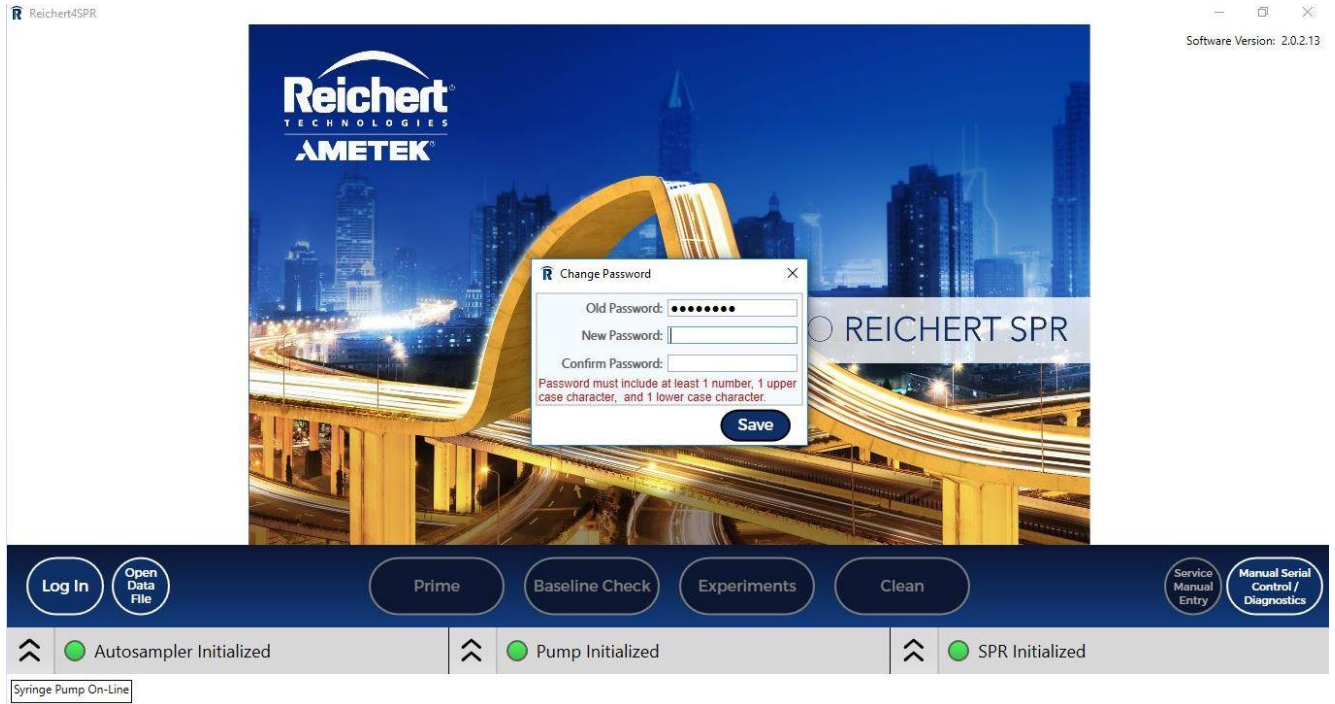 Reichert4SPR
Software Version: 2.0.2.13
Reichert®
TECHNOLOGIES
AMETEK®
Change Password
Old Password: ●●●●●●●●
New Password:
Confirm Password:
Password must include at least 1 number, 1 upper
case character, and 1 lower case character.
Save
REICHERT SPR
Log In
Open
Data
File
Prime
Baseline Check
Experiments
Clean
Service
Manual
Entry
Manual Serial
Control /
Diagnostics
Autosampler Initialized
Pump Initialized
SPR Initialized
Syringe Pump On-Line